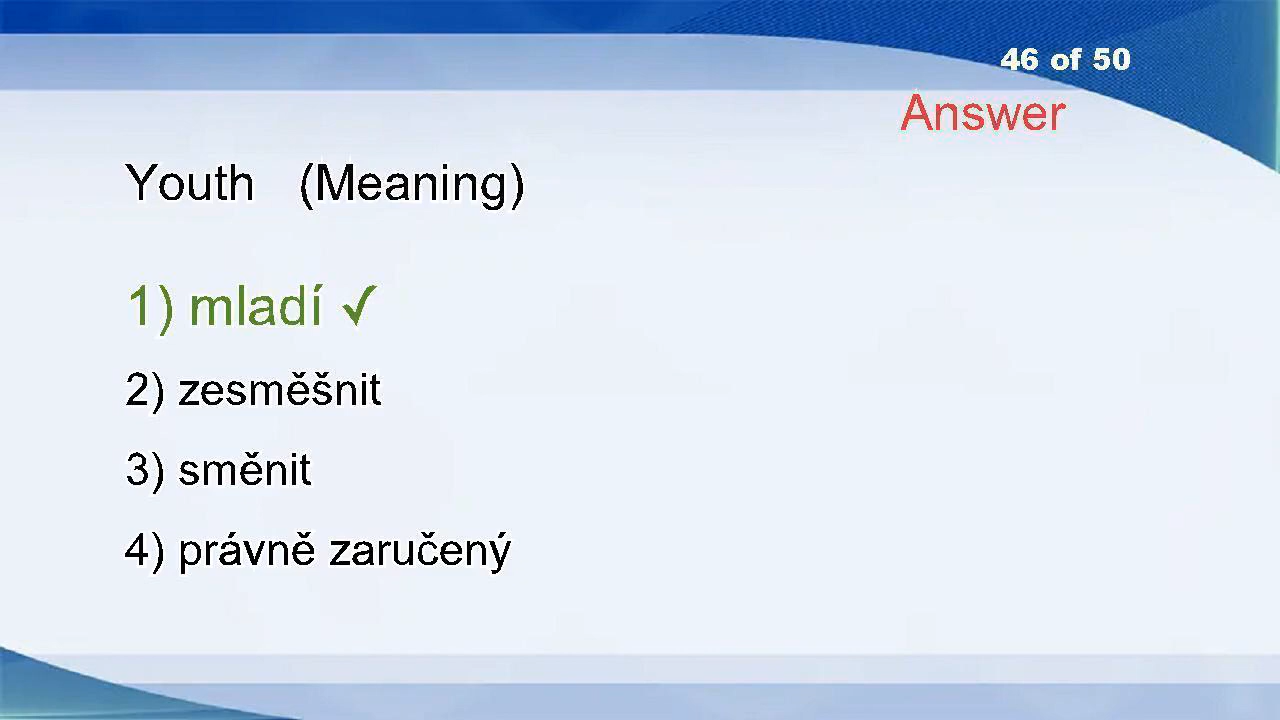 46 of 50
Answer
Youth (Meaning)
1) mladí ✓
2) zesměšnit
3) směnit
4) právně zaručený